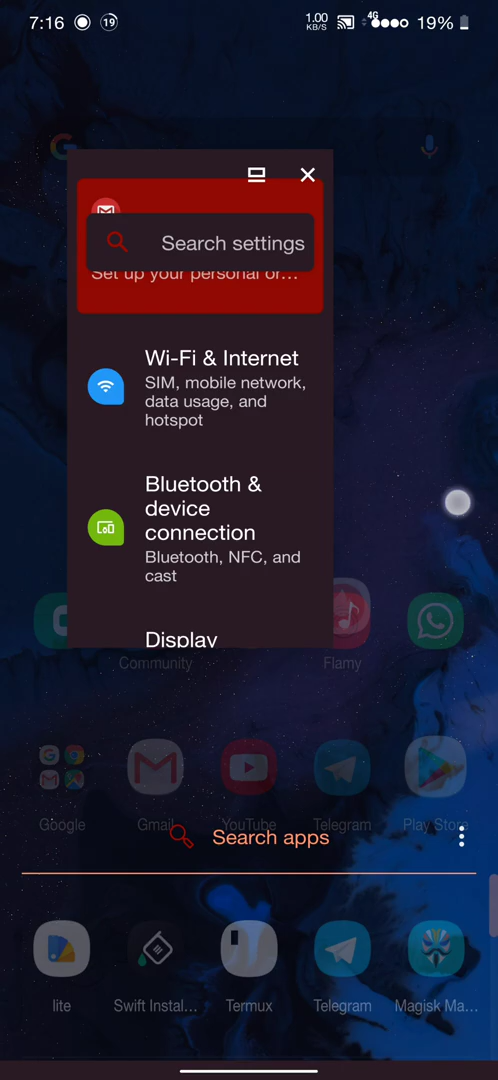 7:16 19 1.00 KB/S 4G 19%
Search settings
Set up your personal or...
Wi-Fi & Internet
SIM, mobile network,
data usage, and
hotspot
Bluetooth &
device
connection
Bluetooth, NFC, and
cast
Display
Community Flamy
Google Gmail YouTube Telegram Play Store
Search apps
lite Swift Instal... Termux Telegram Magisk Ma...